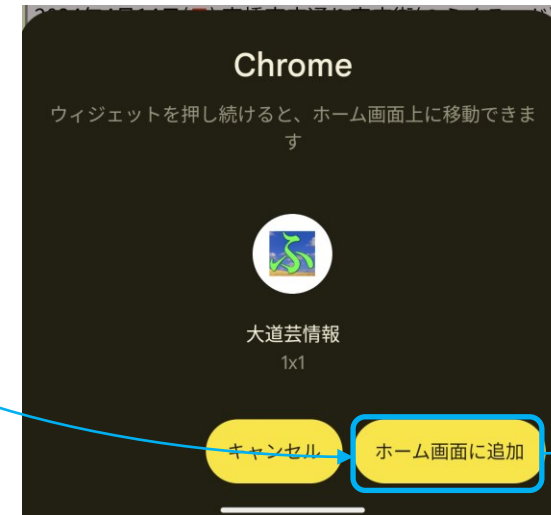 Chrome
ウィジェットを押し続けると、ホーム画面上に移動できま
す
ふ
大道芸情報
1x1
キャンセル
ホーム画面に追加